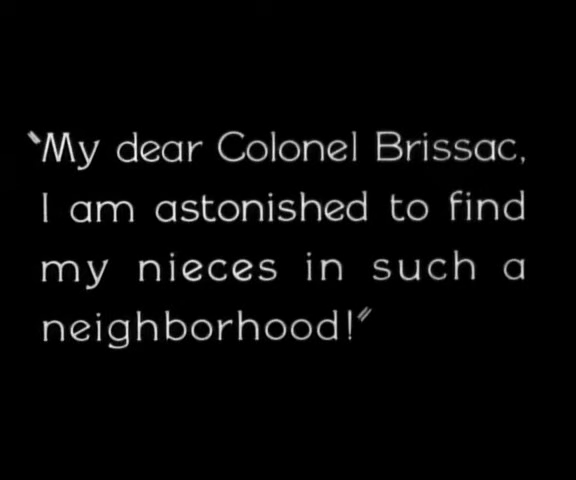 "My dear Colonel Brissac,
I am astonished to find
my nieces in such a
neighborhood!"